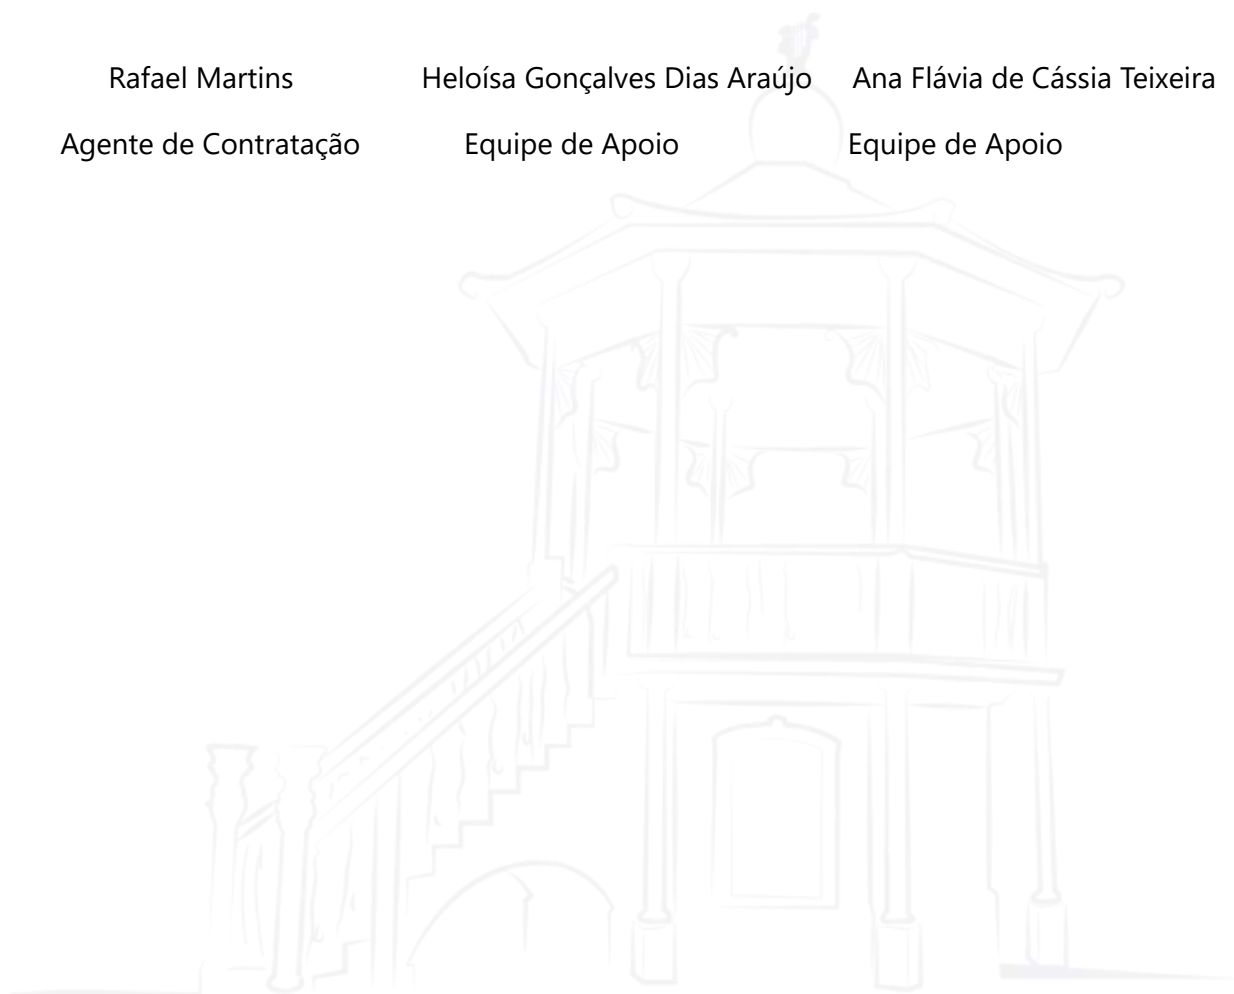 Rafael Martins Heloísa Gonçalves Dias Araújo Ana Flávia de Cássia Teixeira
Agente de Contratação Equipe de Apoio Equipe de Apoio